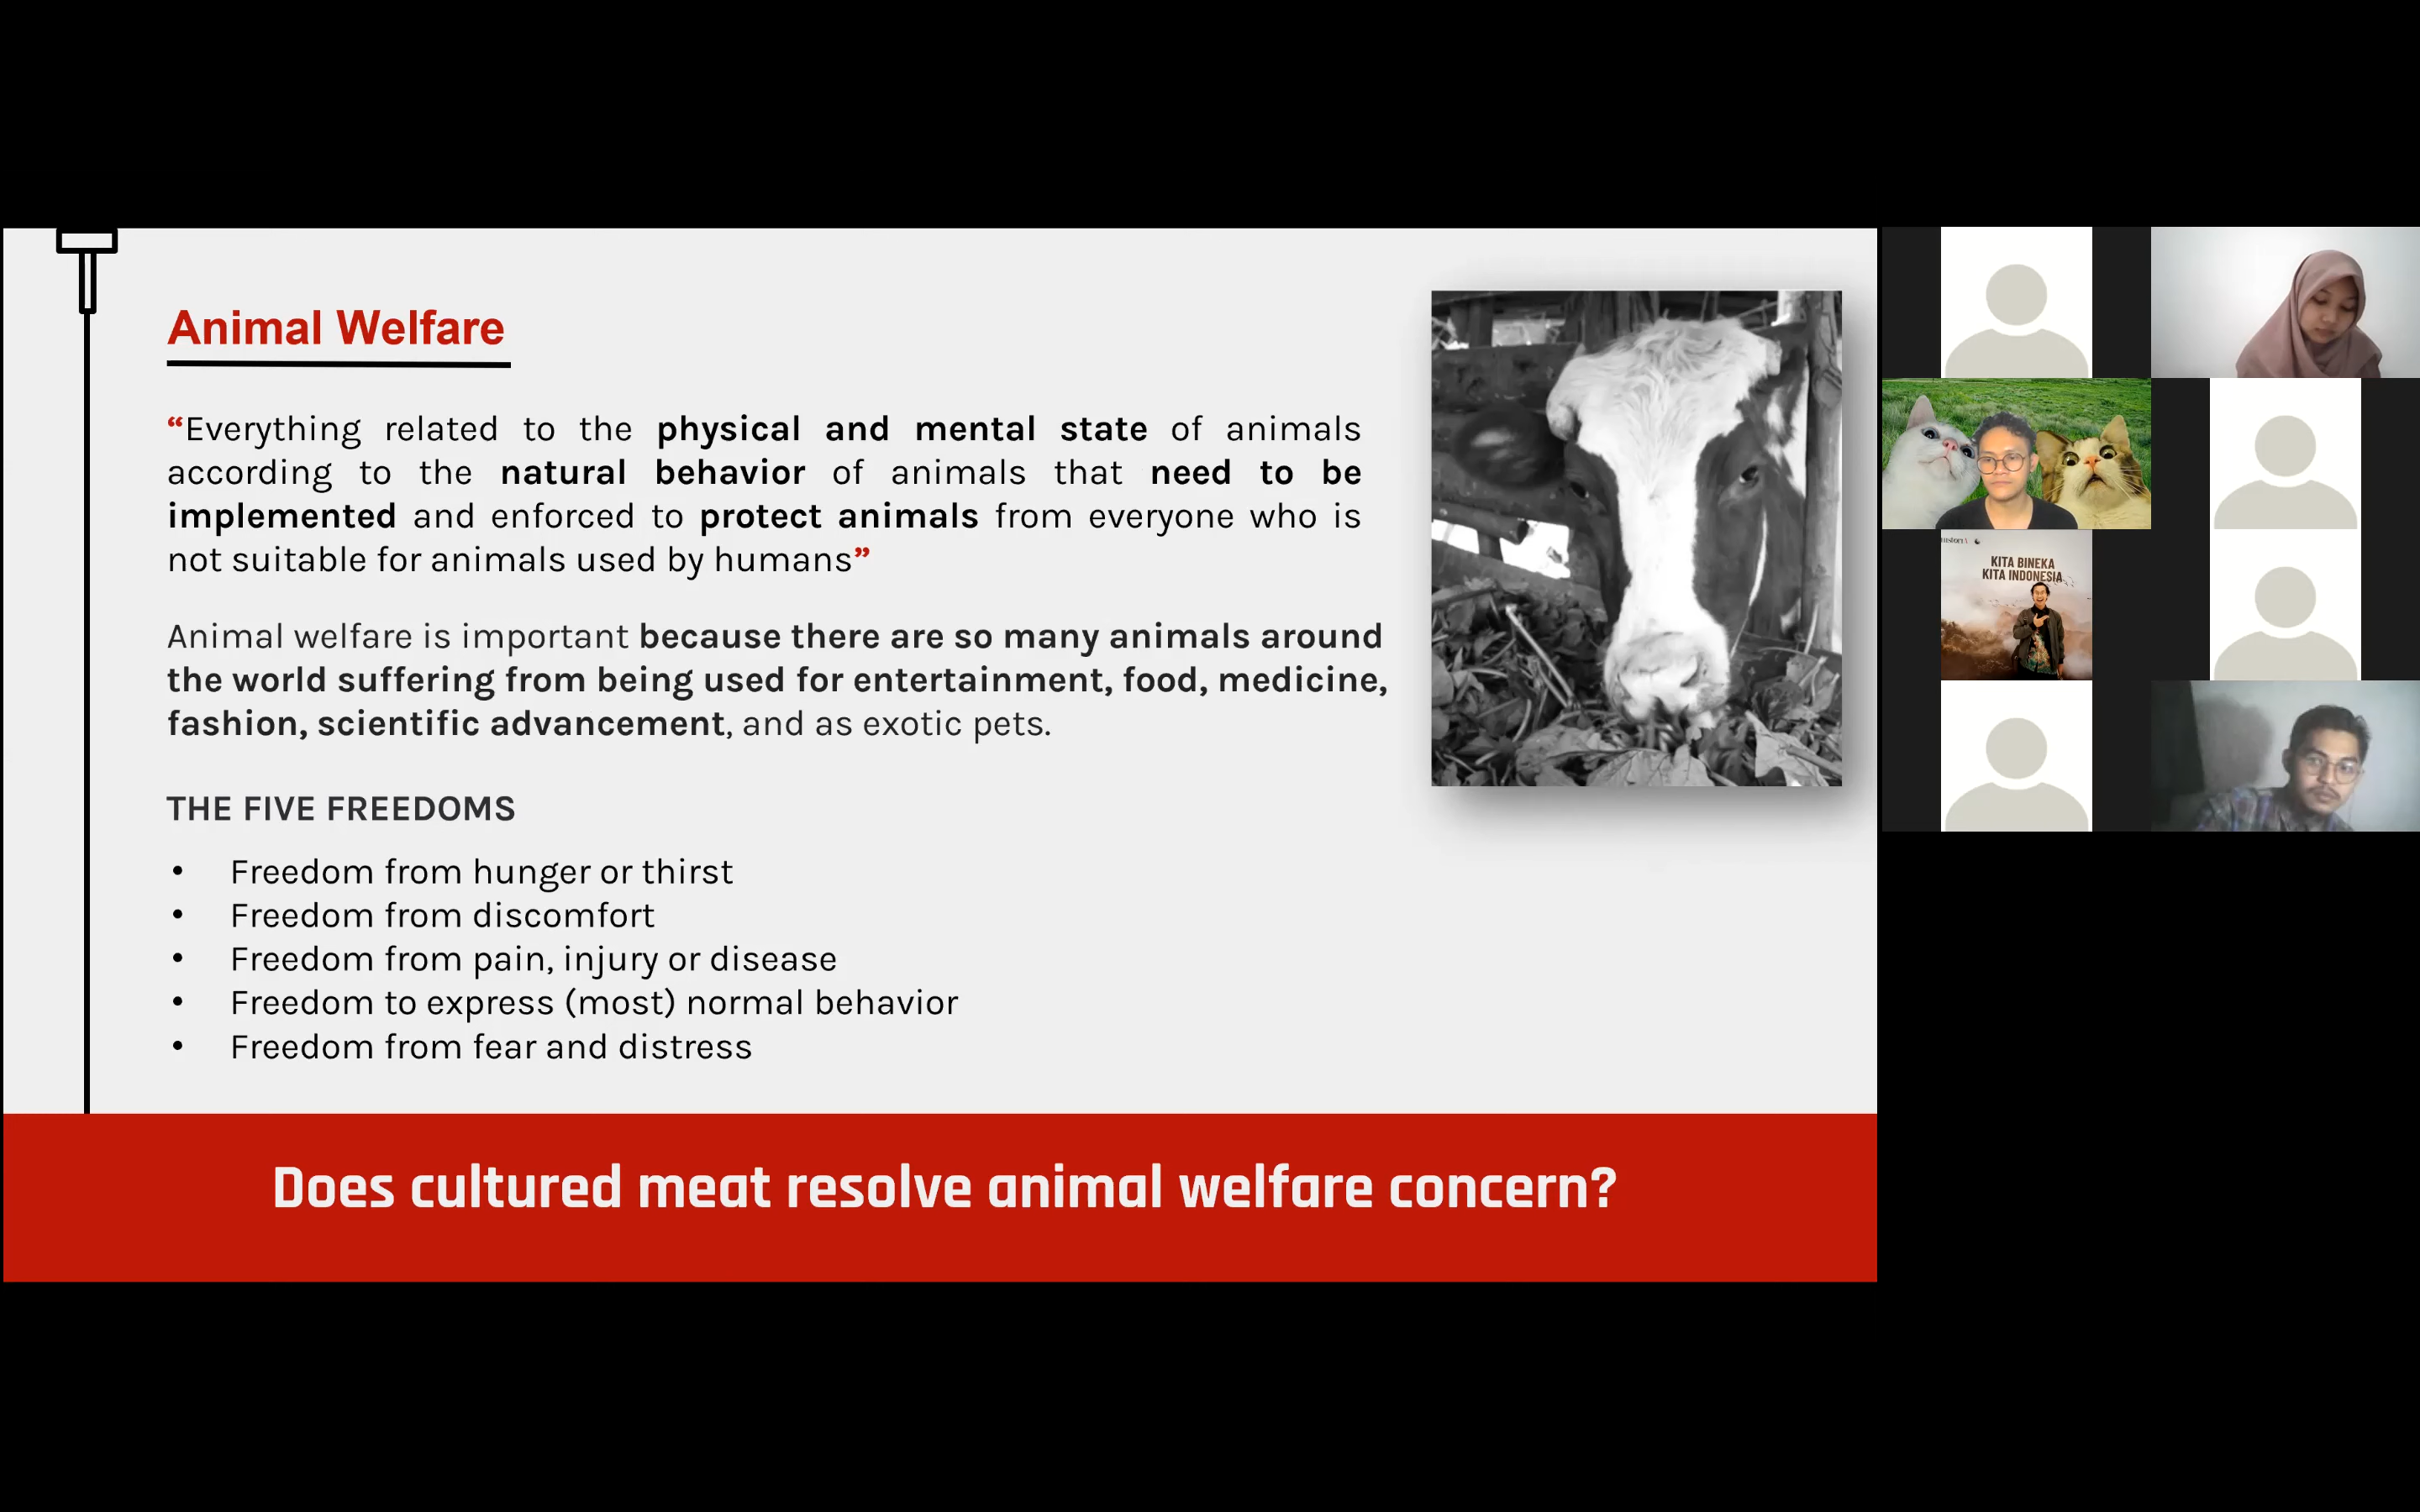 Animal Welfare
“Everything related to the physical and mental state of animals
according to the natural behavior of animals that need to be
implemented and enforced to protect animals from everyone who is
not suitable for animals used by humans”
Animal welfare is important because there are so many animals around
the world suffering from being used for entertainment, food, medicine,
fashion, scientific advancement, and as exotic pets.
THE FIVE FREEDOMS
• Freedom from hunger or thirst
• Freedom from discomfort
• Freedom from pain, injury or disease
• Freedom to express (most) normal behavior
• Freedom from fear and distress
Does cultured meat resolve animal welfare concern?
KITA BINEKA
KITA INDONESIA